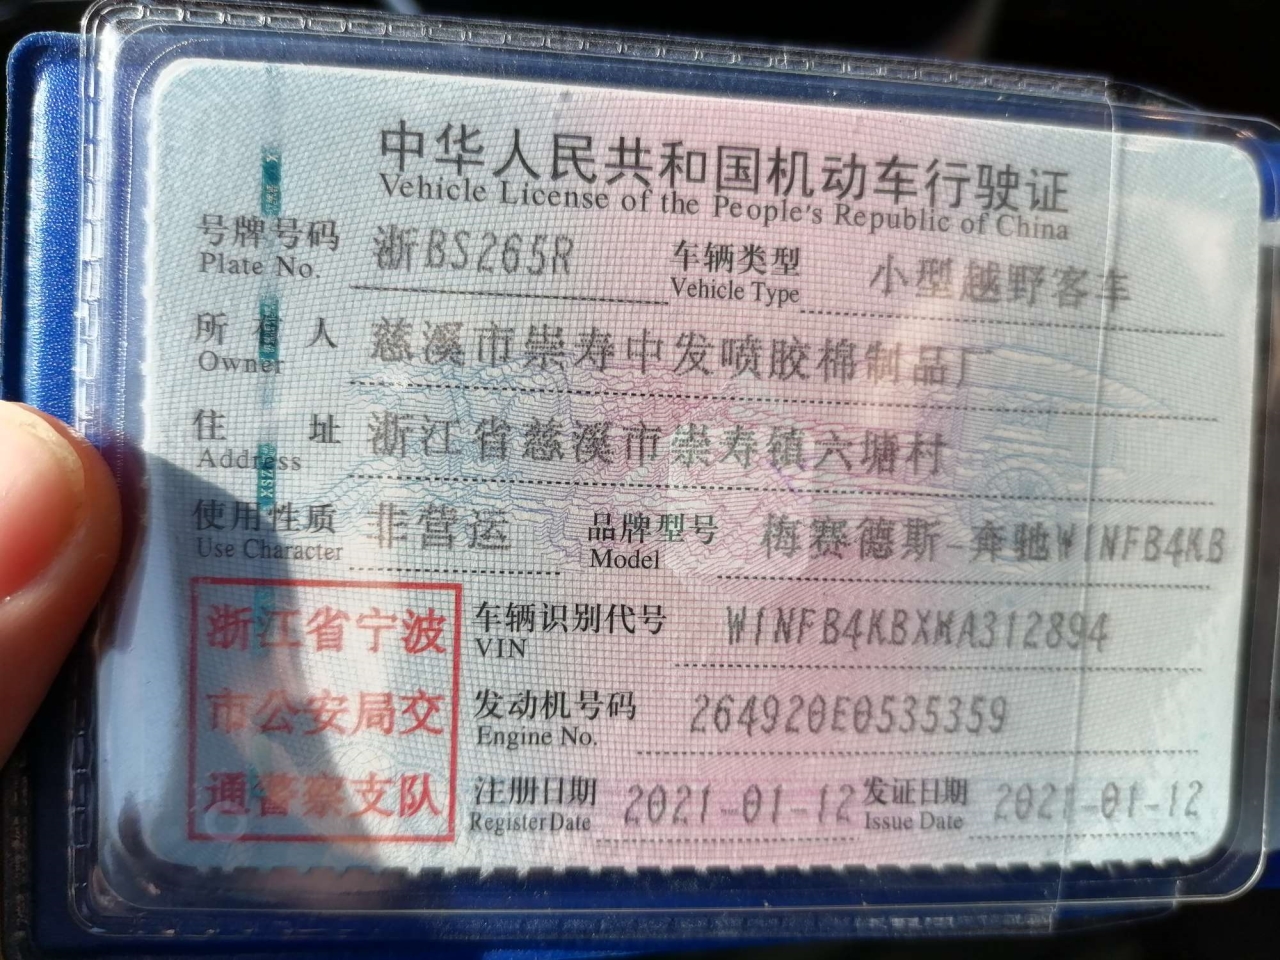 中华人民共和国机动车行驶证
Vehicle License of the People's Republic of China
号牌号码 浙BS265R 车辆类型 小型越野客车
Plate No. Vehicle Type
所有人 慈溪市崇寿中发喷胶棉制品厂
Owner
住址 浙江省慈溪市崇寿镇六塘村
Address
使用性质 非营运 品牌型号 梅赛德斯-奔驰W1NFB4KB
Use Character Model
浙江省宁波
市公安局交
通警察支队
车辆识别代号 W1NFB4KBXMA312894
VIN
发动机号码 264920E0535359
Engine No.
注册日期 2021-01-12 发证日期 2021-01-12
Register Date Issue Date